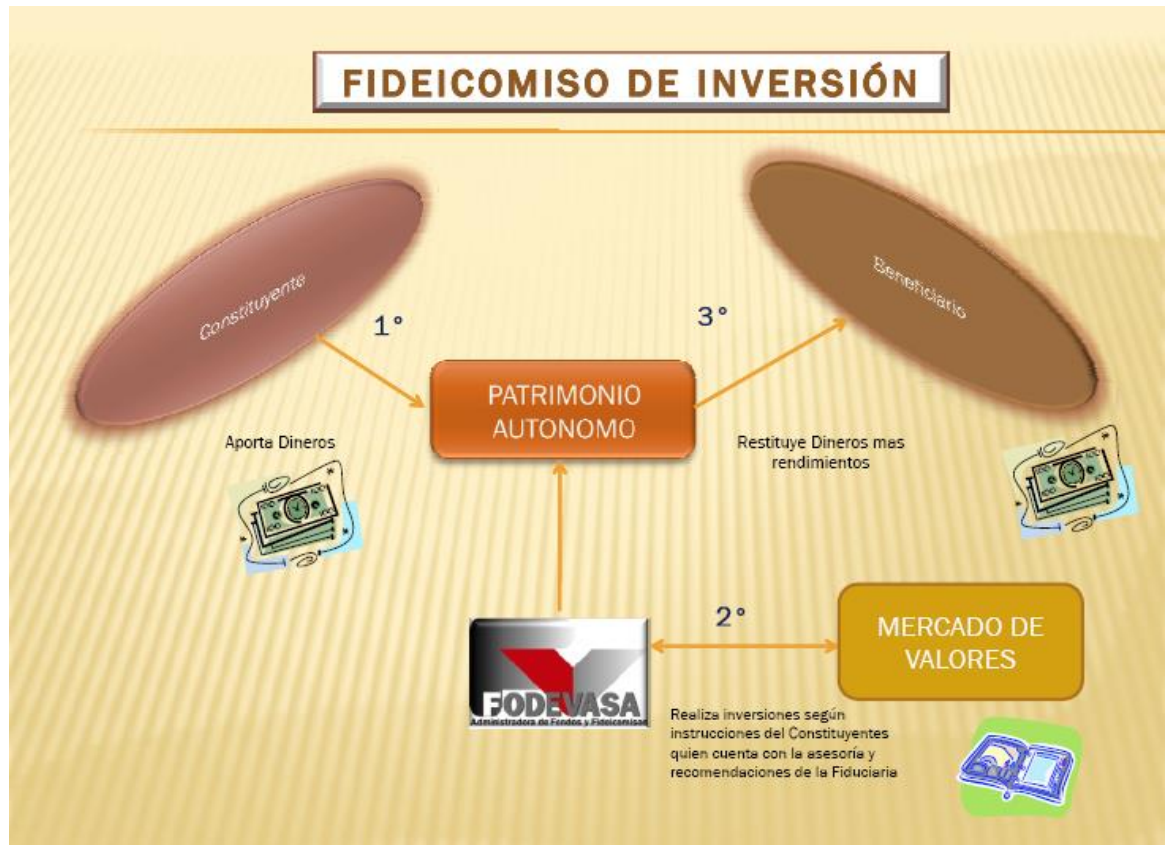 FIDEICOMISO DE INVERSIÓN
Constituyente
Beneficiario
1°
3°
PATRIMONIO
AUTONOMO
Aporta Dineros
Restituye Dineros mas
rendimientos
2°
MERCADO DE
VALORES
FODEVASA
Administradora de Fondos y Fideicomisos
Realiza inversiones según
instrucciones del Constituyentes
quien cuenta con la asesoría y
recomendaciones de la Fiduciaria